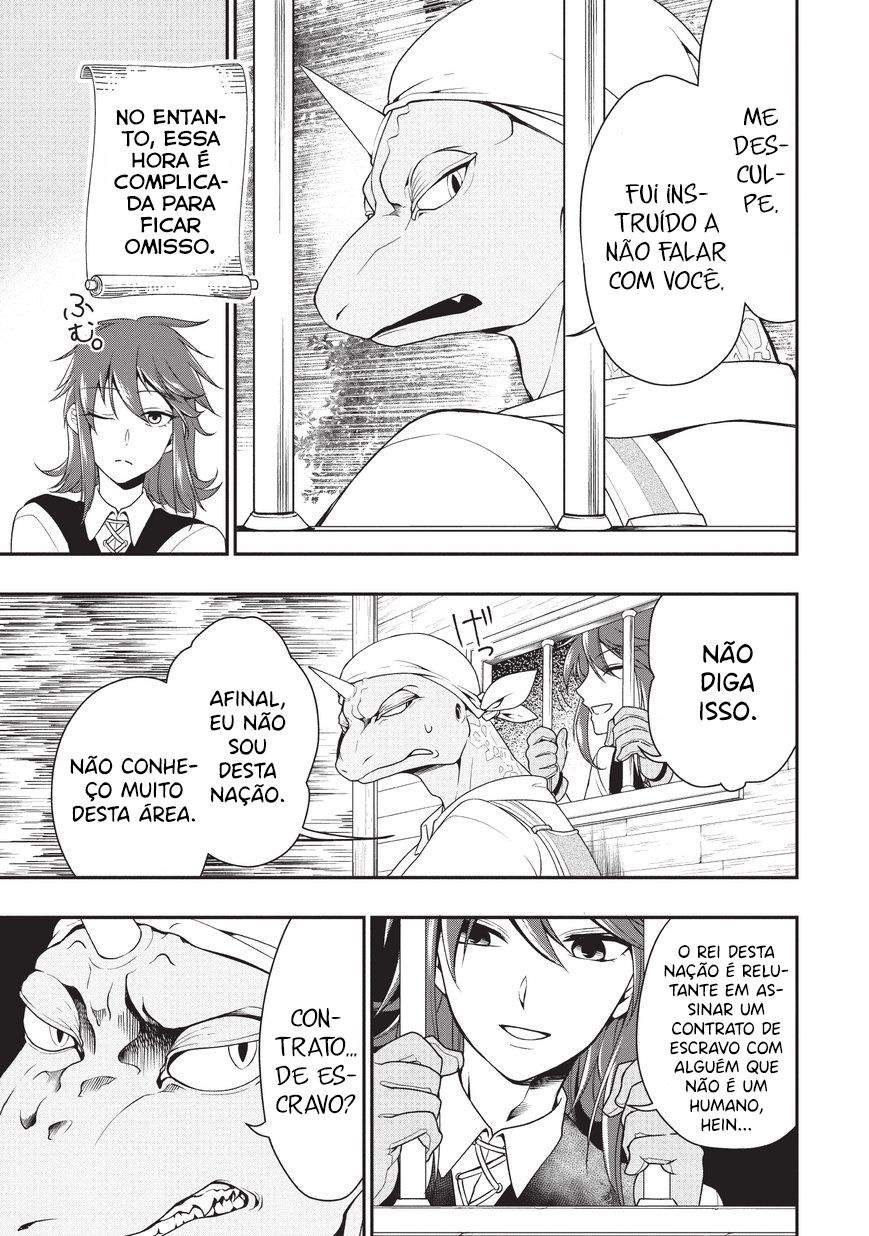 ME
DES-
CUL-
PE.
FUI INS-
TRUÍDO A
NÃO FALAR
COM VOCÊ.
NO ENTAN-
TO, ESSA
HORA É
COMPLICA-
DA PARA
FICAR
OMISSO.
ふむ。
NÃO
DIGA
ISSO.
げっ
AFINAL,
EU NÃO
SOU
DESTA
NAÇÃO.
NÃO CONHE-
ÇO MUITO
DESTA ÁREA.
O REI DESTA
NAÇÃO É RELU-
TANTE EM AS-
SINAR UM
CONTRATO DE
ESCRAVO COM
ALGUÉM QUE
NÃO É UM
HUMANO,
HEIN...
CON-
TRATO...
DE ES-
CRAVO?